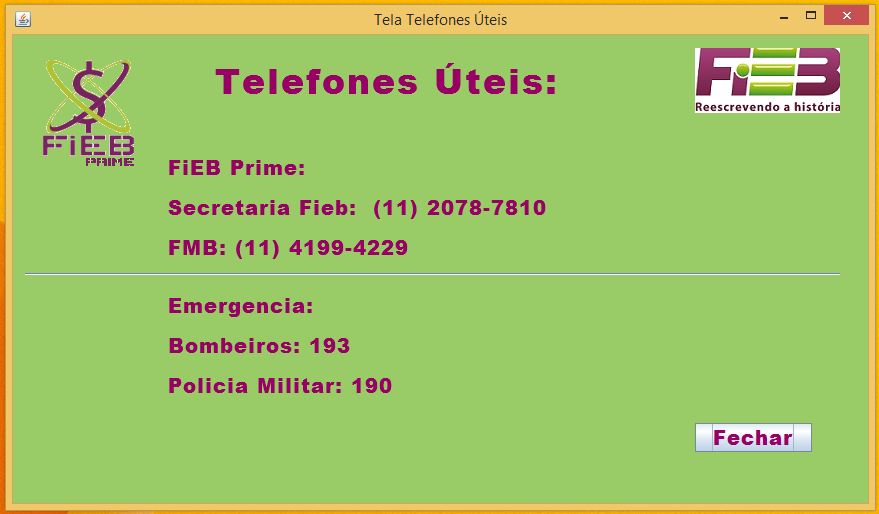 Tela Telefones Úteis
Telefones Úteis:
FiEB
Reescrevendo a história
FiEB
PRIME
FiEB Prime:
Secretaria Fieb: (11) 2078-7810
FMB: (11) 4199-4229
Emergencia:
Bombeiros: 193
Policia Militar: 190
Fechar